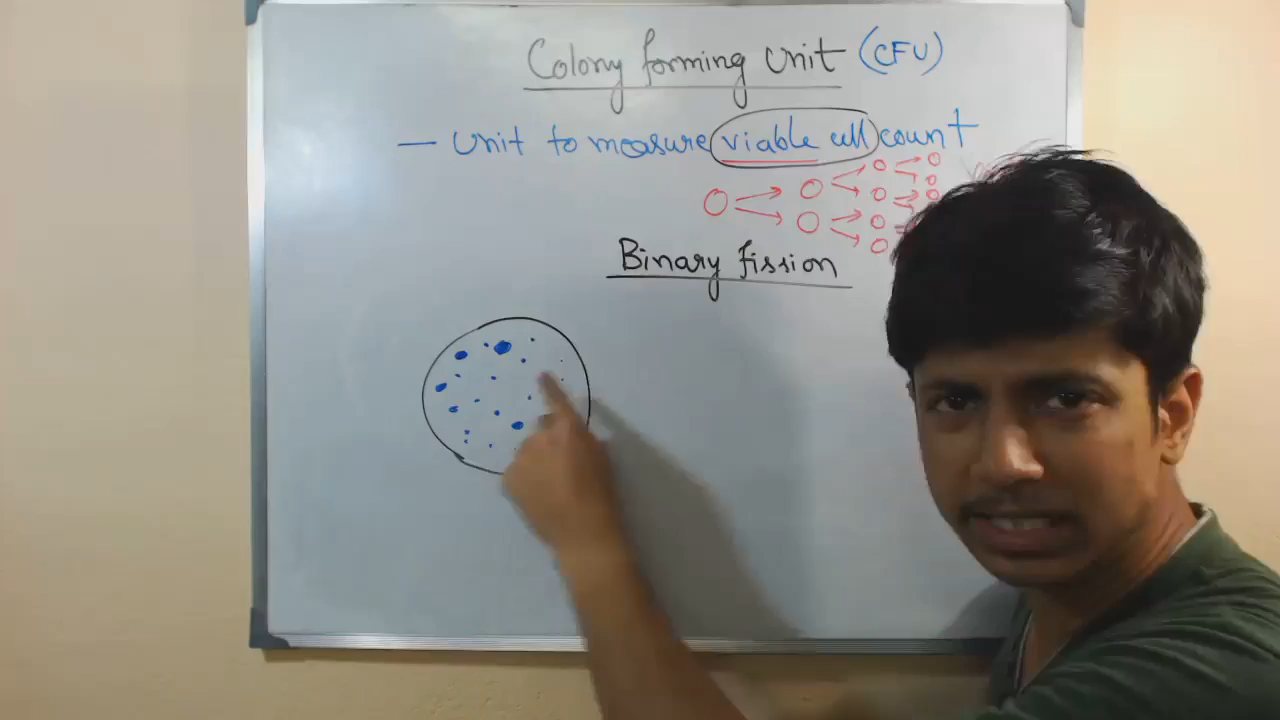 Colony forming Unit (CFU)
— Unit to measure viable cell count
Binary fission